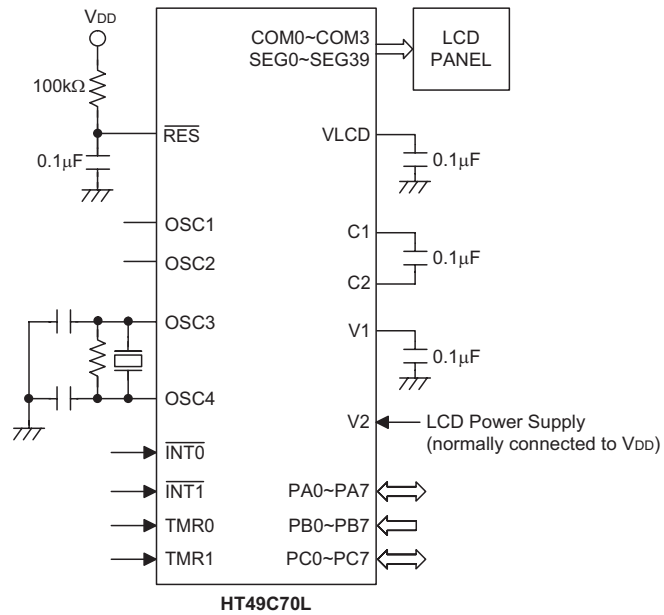 VDD
100kΩ
0.1μF
RES
OSC1
OSC2
OSC3
OSC4
INT0
INT1
TMR0
TMR1
COM0~COM3
SEG0~SEG39
LCD
PANEL
VLCD
0.1μF
C1
0.1μF
C2
V1
0.1μF
V2
LCD Power Supply
(normally connected to VDD)
PA0~PA7
PB0~PB7
PC0~PC7
HT49C70L